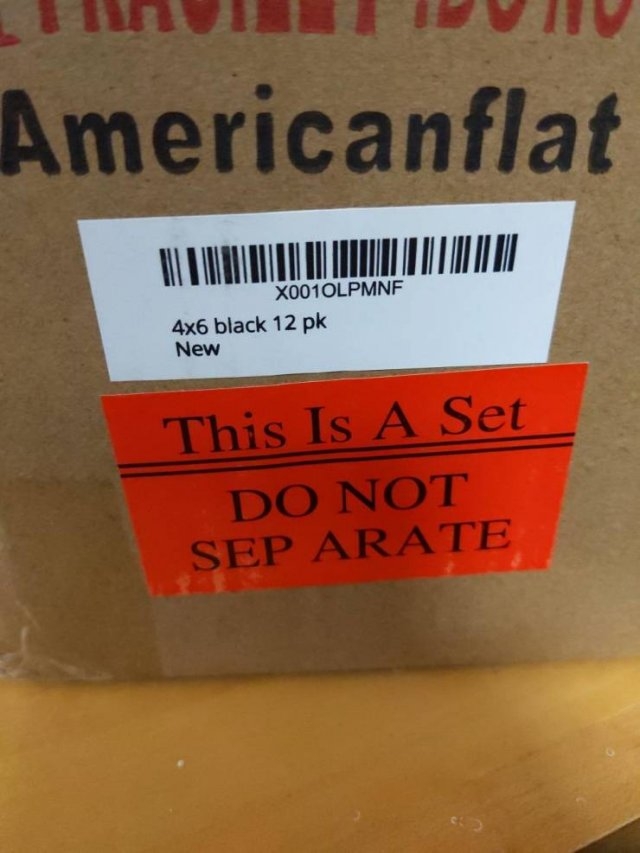 Americanflat
X001OLPMNF
4x6 black 12 pk
New
This Is A Set
DO NOT
SEP ARATE